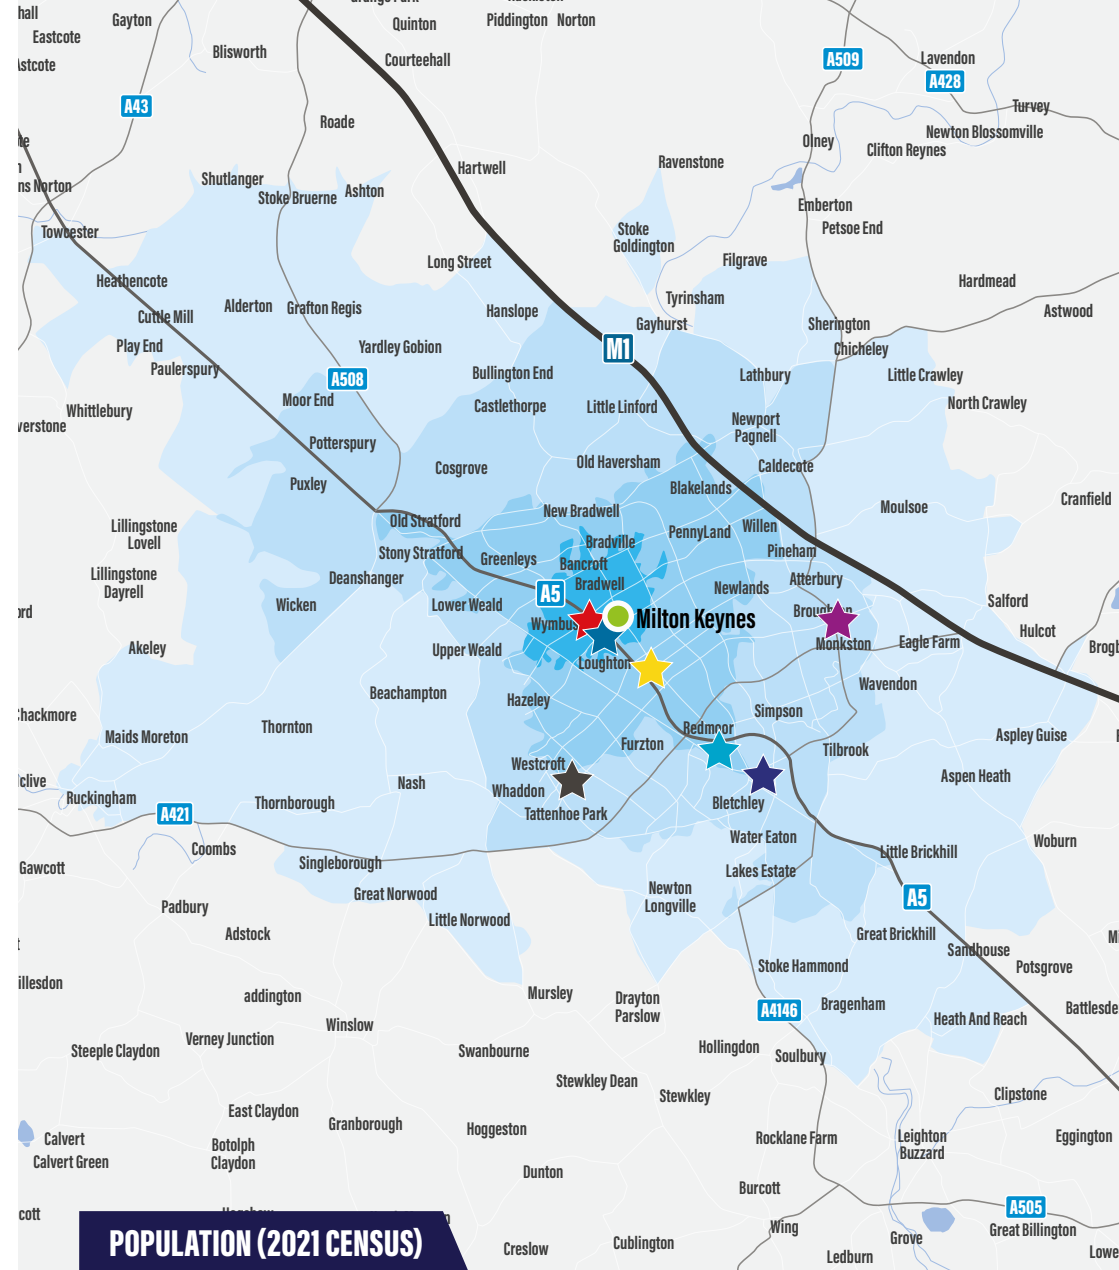 Gayton
Quinton
Piddington
Norton
Eastcote
Blisworth
Courteehall
A509
Lavendon
A428
A43
Turvey
Roade
Newton Blossomville
Olney
Clifton Reynes
Hartwell
Ravenstone
Shutlanger
Ashton
Stoke Bruerne
Emberton
Petsoe End
Towcester
Stoke
Goldington
Long Street
Filgrave
Heathencote
Hardmead
Tyrinsham
Alderton
Grafton Regis
Hanslope
Astwood
Cuttle Mill
Gayhurst
Sherington
Play End
Yardley Gobion
M1
Chicheley
Paulerspury
Bullington End
Lathbury
Little Crawley
A508
Moor End
Castlethorpe
Little Linford
North Crawley
Whittlebury
Newport
Pagnell
verstone
Potterspury
Cosgrove
Old Haversham
Caldecote
Puxley
Blakelands
Cranfield
Moulsoe
New Bradwell
Old Stratford
Lillingstone
Lovell
PennyLand
Willen
Bradville
Stony Stratford
Greenleys
Pineham
Bancroft
Lillingstone
Dayrell
Deanshanger
Bradwell
Newlands
Atterbury
A5
Wicken
Lower Weald
Salford
Milton Keynes
Hulcot
Akeley
Upper Weald
Loughton
Monkston
Eagle Farm
Beachampton
Hazeley
Wavendon
Simpson
Thornton
Redmoor
Maids Moreton
Furzton
Tilbrook
Aspley Guise
Westcroft
Aspen Heath
Nash
Whaddon
Ruckingham
Thornborough
Bletchley
A421
Tattenhoe Park
Water Eaton
Woburn
Coombs
Little Brickhill
Singleborough
Gawcott
Lakes Estate
Great Norwood
Newton
Longville
A5
Padbury
Little Norwood
Adstock
Great Brickhill
Sandhouse
Stoke Hammond
Potsgrove
illesdon
addington
Mursley
Drayton
Parslow
A4146
Bragenham
Heath And Reach
Battlesde
Winslow
Verney Junction
Steeple Claydon
Swanbourne
Hollingdon
Soulbury
Stewkley Dean
Stewkley
Clipstone
East Claydon
Granborough
Hoggeston
Calvert
Botolph
Claydon
Rocklane Farm
Leighton
Buzzard
Eggington
Calvert Green
Dunton
Burcott
A505
Wing
Grove
Great Billington
POPULATION (2021 CENSUS)
Creslow
Cublington
Ledburn